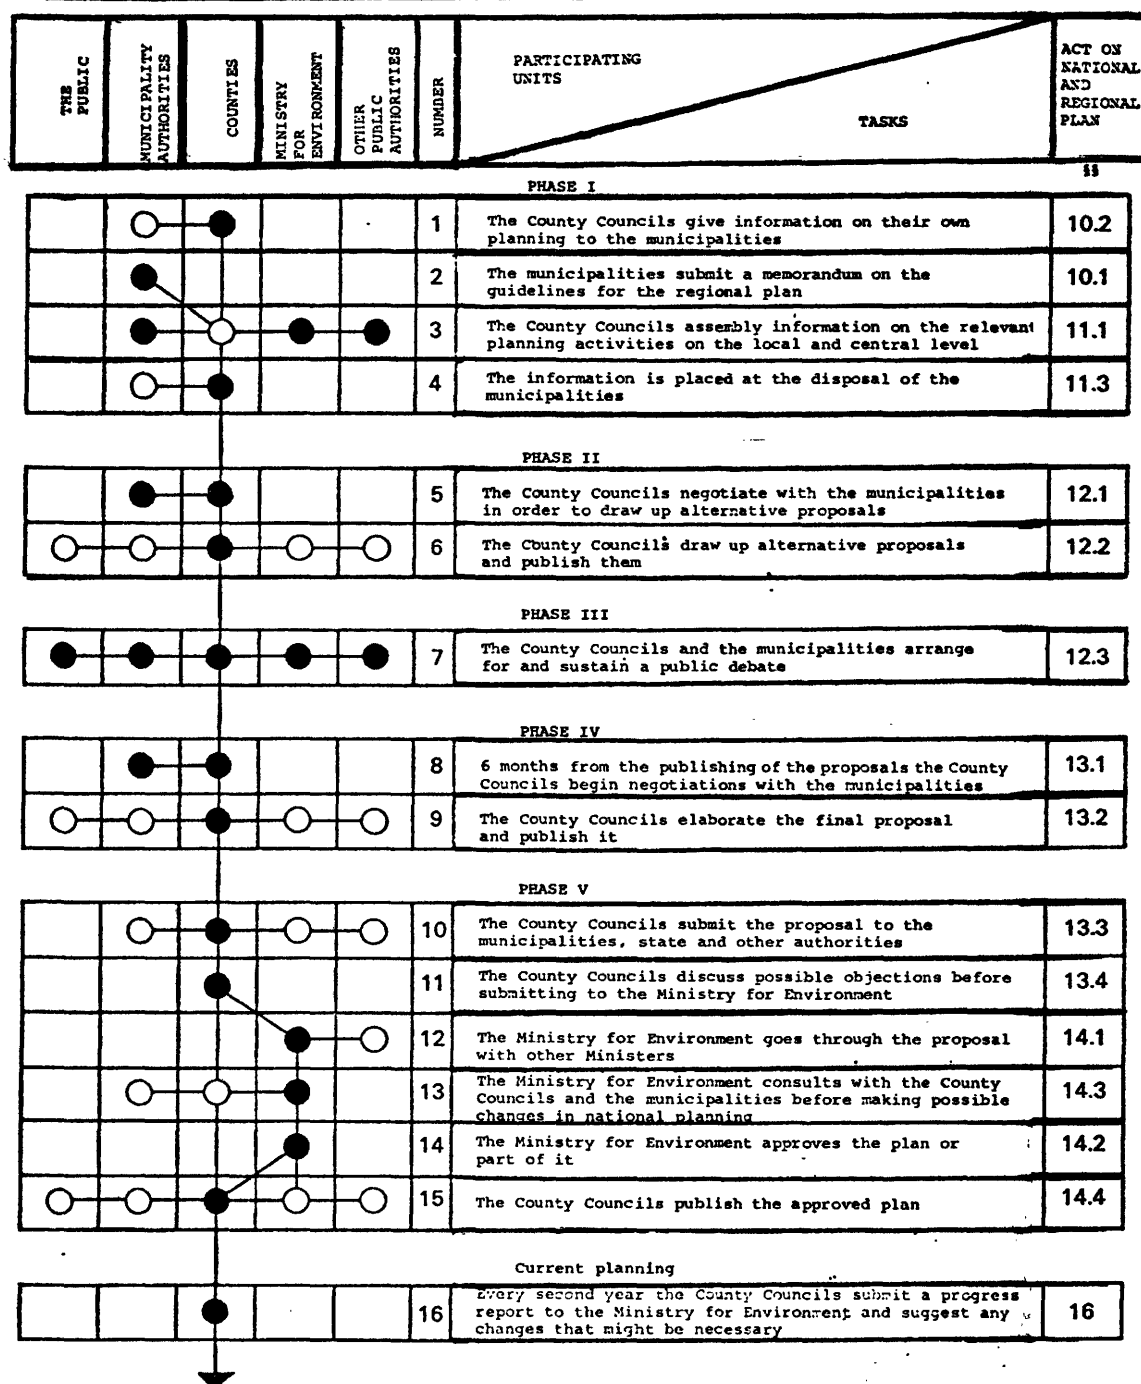 THE
PUBLIC
MUNICIPALITY
AUTHORITIES
COUNTIES
MINISTRY
FOR
ENVIRONMENT
OTHER
PUBLIC
AUTHORITIES
NUMBER
PARTICIPATING
UNITS
TASKS
ACT ON
NATIONAL
AND
REGIONAL
PLAN
§§
PHASE I
1 The County Councils give information on their own 10.2
planning to the municipalities
2 The municipalities submit a memorandum on the 10.1
guidelines for the regional plan
3 The County Councils assembly information on the relevant 11.1
planning activities on the local and central level
4 The information is placed at the disposal of the 11.3
municipalities
PHASE II
5 The County Councils negotiate with the municipalities 12.1
in order to draw up alternative proposals
6 The County Councils draw up alternative proposals 12.2
and publish them
PHASE III
7 The County Councils and the municipalities arrange 12.3
for and sustain a public debate
PHASE IV
8 6 months from the publishing of the proposals the County 13.1
Councils begin negotiations with the municipalities
9 The County Councils elaborate the final proposal 13.2
and publish it
PHASE V
10 The County Councils submit the proposal to the 13.3
municipalities, state and other authorities
11 The County Councils discuss possible objections before 13.4
submitting to the Ministry for Environment
12 The Ministry for Environment goes through the proposal 14.1
with other Ministers
13 The Ministry for Environment consults with the County 14.3
Councils and the municipalities before making possible
changes in national planning
14 The Ministry for Environment approves the plan or 14.2
part of it
15 The County Councils publish the approved plan 14.4
Current planning
16 Every second year the County Councils submit a progress 16
report to the Ministry for Environment and suggest any
changes that might be necessary